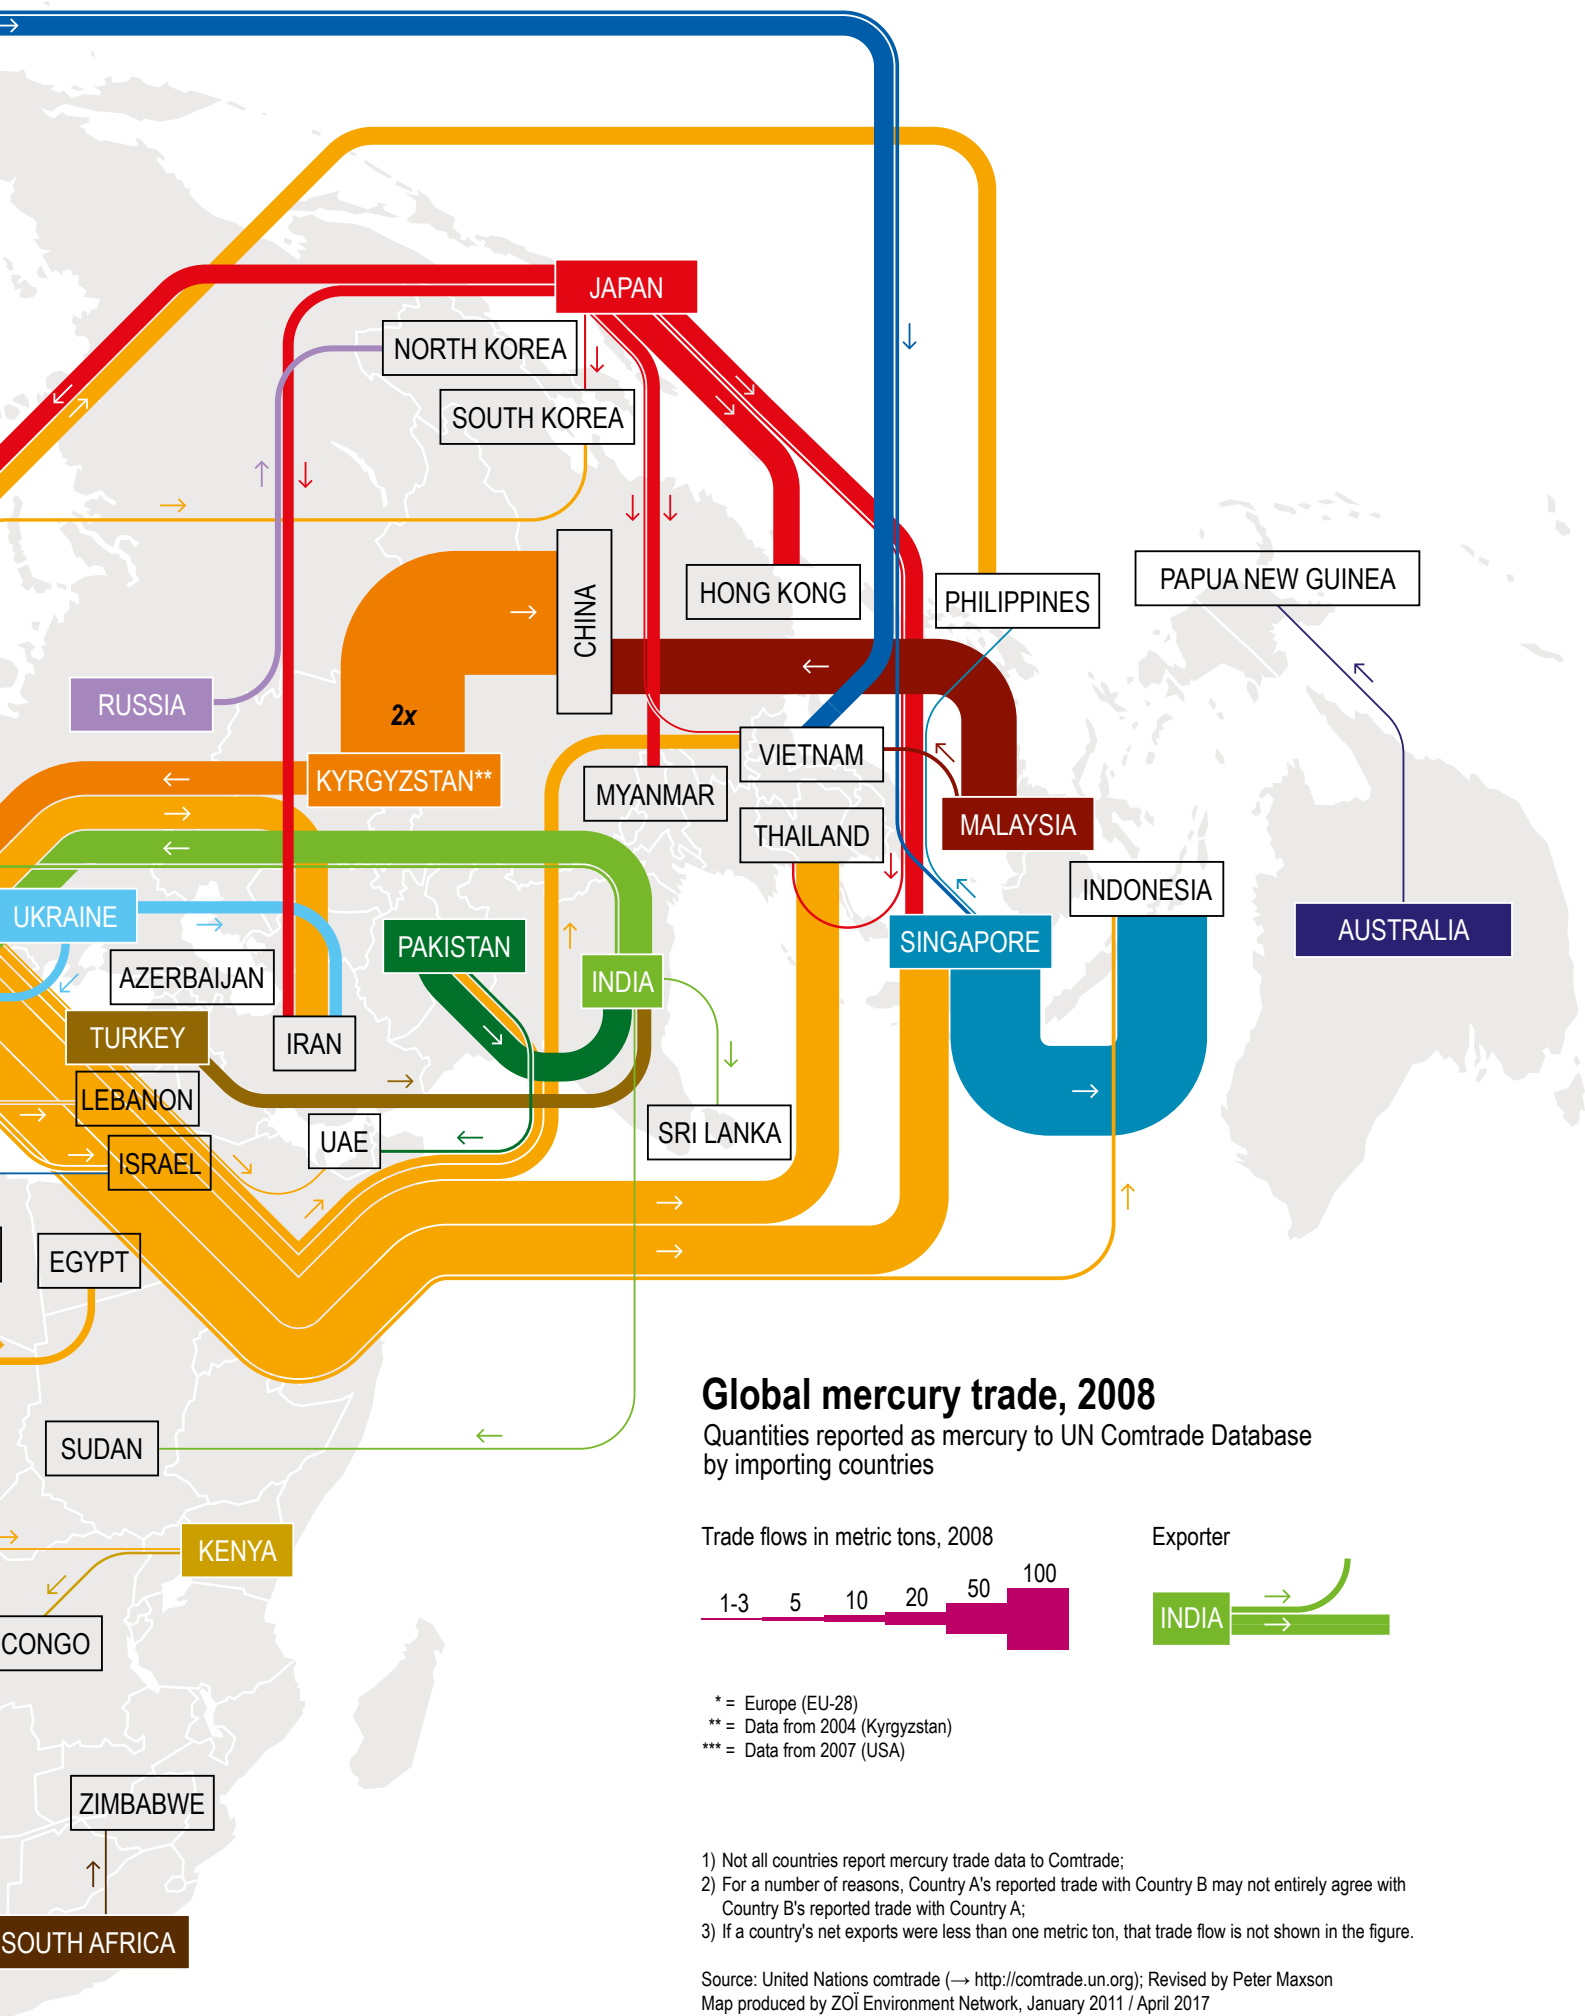 JAPAN
NORTH KOREA
SOUTH KOREA
CHINA
HONG KONG
PHILIPPINES
PAPUA NEW GUINEA
RUSSIA
2x
KYRGYZSTAN**
VIETNAM
MYANMAR
THAILAND
MALAYSIA
INDONESIA
UKRAINE
PAKISTAN
SINGAPORE
AUSTRALIA
AZERBAIJAN
INDIA
TURKEY
IRAN
LEBANON
UAE
SRI LANKA
ISRAEL
EGYPT
SUDAN
KENYA
CONGO
ZIMBABWE
SOUTH AFRICA
Global mercury trade, 2008
Quantities reported as mercury to UN Comtrade Database
by importing countries
Trade flows in metric tons, 2008
1-3 5 10 20 50 100
Exporter
INDIA
* = Europe (EU-28)
** = Data from 2004 (Kyrgyzstan)
*** = Data from 2007 (USA)
1) Not all countries report mercury trade data to Comtrade;
2) For a number of reasons, Country A's reported trade with Country B may not entirely agree with
Country B's reported trade with Country A;
3) If a country's net exports were less than one metric ton, that trade flow is not shown in the figure.
Source: United Nations comtrade (→ http://comtrade.un.org); Revised by Peter Maxson
Map produced by ZOÏ Environment Network, January 2011 / April 2017